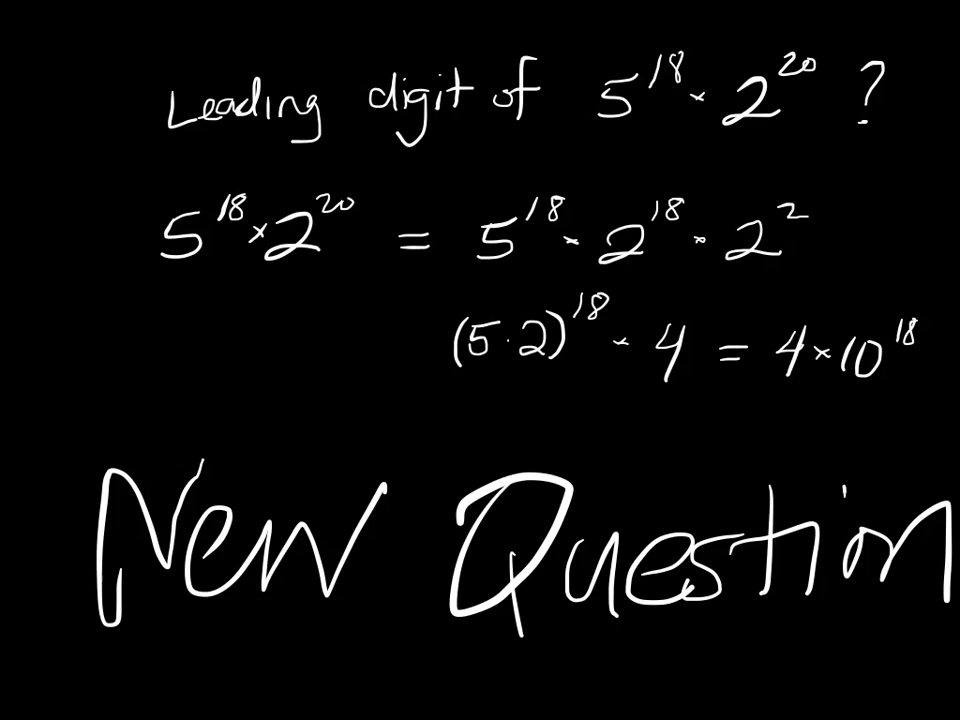 Leading digit of 5^18 · 2^20 ?
5^18 × 2^20 = 5^18 · 2^18 · 2^2
(5·2)^18 · 4 = 4 × 10^18
New Question